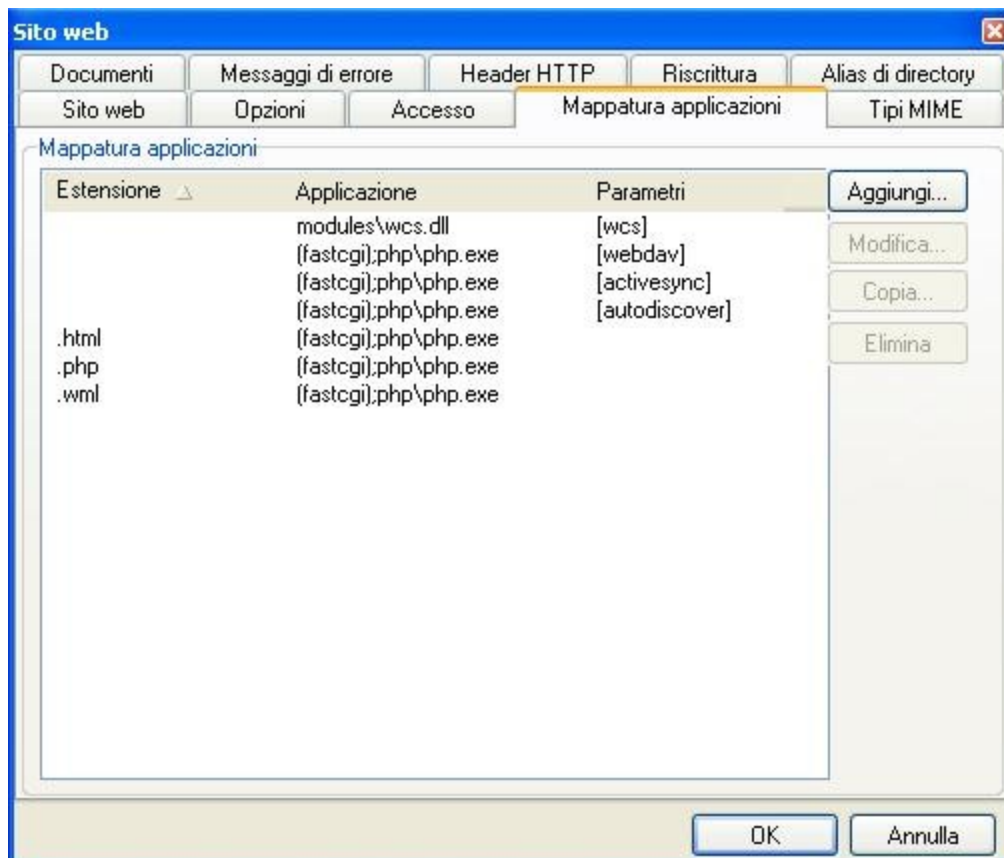 Sito web
Documenti Messaggi di errore Header HTTP Riscrittura Alias di directory
Sito web Opzioni Accesso Mappatura applicazioni Tipi MIME
Mappatura applicazioni
Estensione Applicazione Parametri Aggiungi...
modules\wcs.dll [wcs]
(fastcgi);php\php.exe [webdav] Modifica...
(fastcgi);php\php.exe [activesync] Copia...
(fastcgi);php\php.exe [autodiscover]
.html (fastcgi);php\php.exe Elimina
.php (fastcgi);php\php.exe
.wml (fastcgi);php\php.exe
OK Annulla